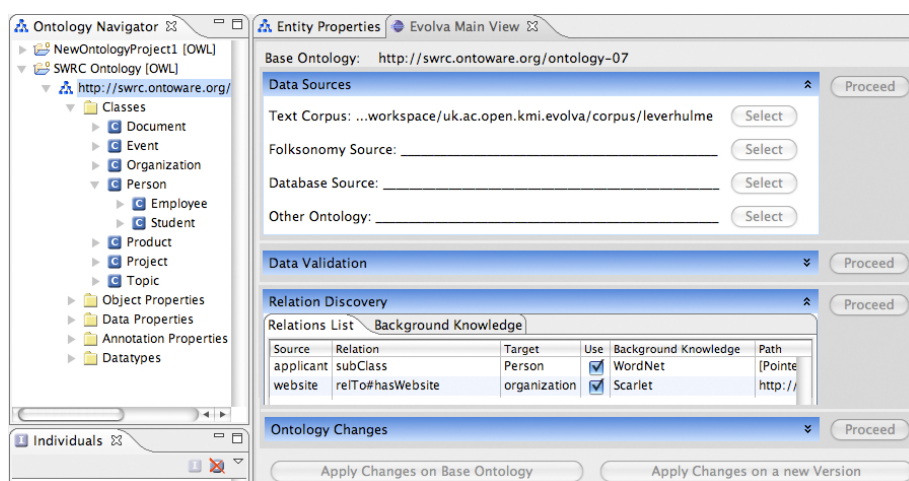 Ontology Navigator
NewOntologyProject1 [OWL]
SWRC Ontology [OWL]
http://swrc.ontoware.org/
Classes
Document
Event
Organization
Person
Employee
Student
Product
Project
Topic
Object Properties
Data Properties
Annotation Properties
Datatypes
Individuals
Entity Properties Evolva Main View
Base Ontology: http://swrc.ontoware.org/ontology-07
Data Sources Proceed
Text Corpus: ...workspace/uk.ac.open.kmi.evolva/corpus/leverhulme Select
Folksonomy Source: Select
Database Source: Select
Other Ontology: Select
Data Validation Proceed
Relation Discovery Proceed
Relations List Background Knowledge
Source Relation Target Use Background Knowledge Path
applicant subClass Person WordNet [Pointe
website relTo#hasWebsite organization Scarlet http://
Ontology Changes Proceed
Apply Changes on Base Ontology Apply Changes on a new Version